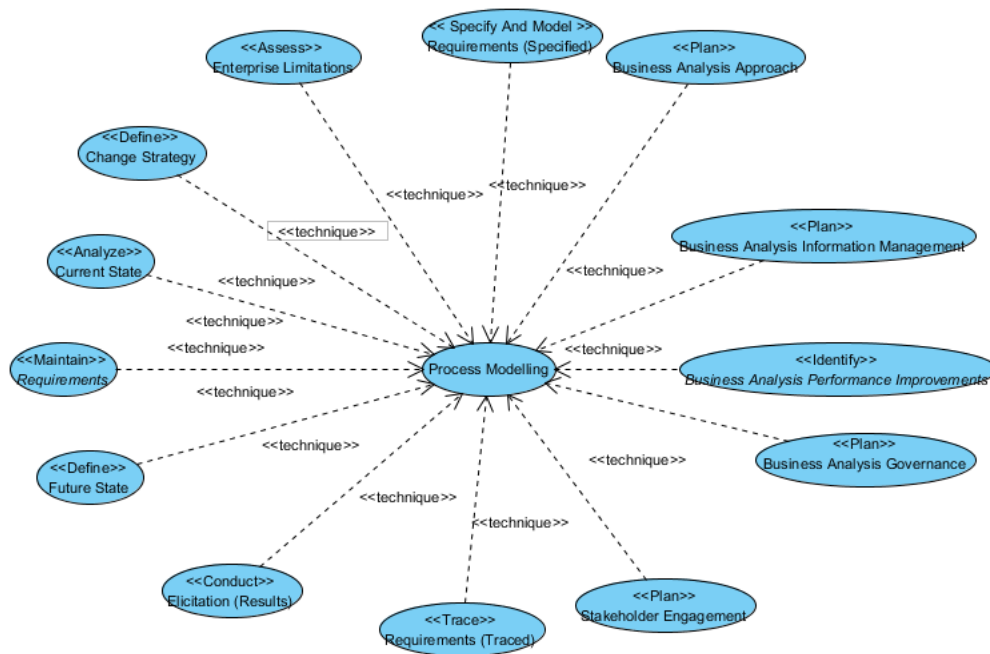 <<Assess>>
Enterprise Limitations
<< Specify And Model >>
Requirements (Specified)
<<Plan>>
Business Analysis Approach
<<Define>>
Change Strategy
<<technique>>
<<technique>>
<<technique>>
<<Plan>>
Business Analysis Information Management
<<Analyze>>
Current State
<<technique>>
<<technique>>
<<technique>>
<<technique>>
<<technique>>
<<Maintain>>
Requirements
Process Modelling
<<Identify>>
Business Analysis Performance Improvements
<<technique>>
<<technique>>
<<Plan>>
Business Analysis Governance
<<Define>>
Future State
<<technique>>
<<technique>>
<<technique>>
<<Conduct>>
Elicitation (Results)
<<Trace>>
Requirements (Traced)
<<Plan>>
Stakeholder Engagement